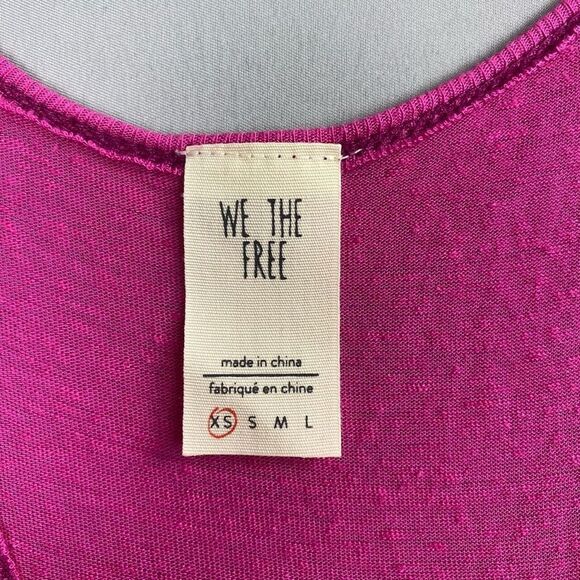 WE THE
FREE
made in china
fabriqué en chine
XS S M L